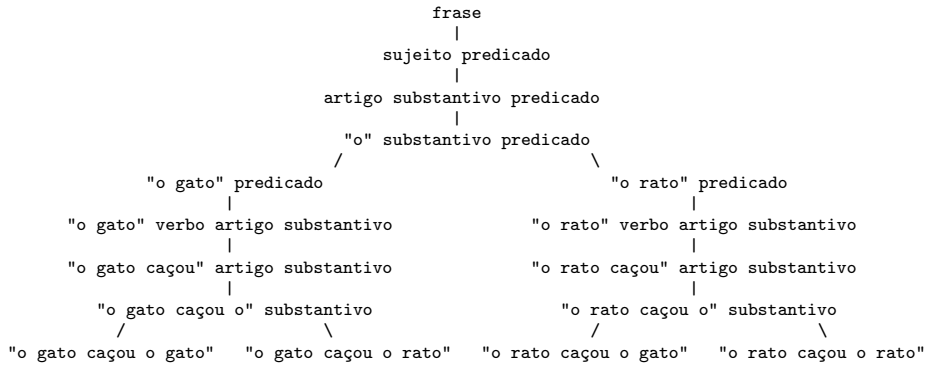 frase
|
sujeito predicado
|
artigo substantivo predicado
|
"o" substantivo predicado
/ \
"o gato" predicado "o rato" predicado
| |
"o gato" verbo artigo substantivo "o rato" verbo artigo substantivo
| |
"o gato caçou" artigo substantivo "o rato caçou" artigo substantivo
| |
"o gato caçou o" substantivo "o rato caçou o" substantivo
/ \ / \
"o gato caçou o gato" "o gato caçou o rato" "o rato caçou o gato" "o rato caçou o rato"